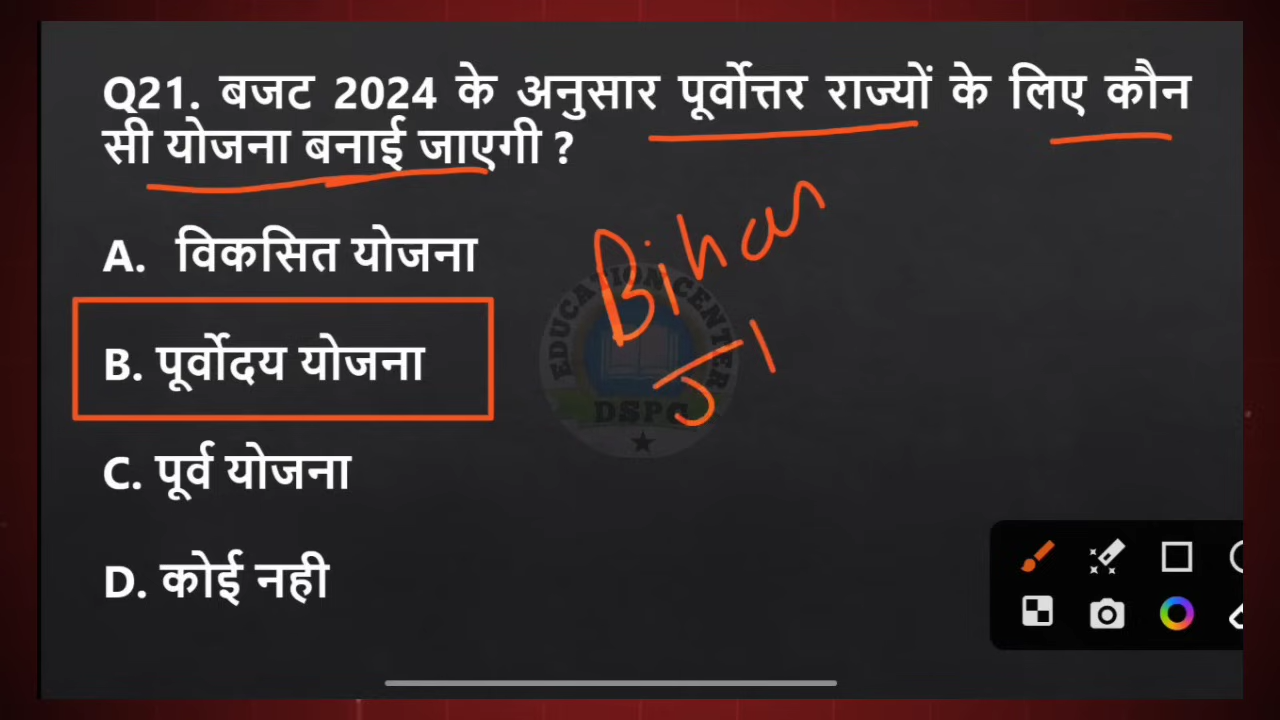 Q21. बजट 2024 के अनुसार पूर्वोत्तर राज्यों के लिए कौन
सी योजना बनाई जाएगी ?
Bihar
A. विकसित योजना
B. पूर्वोदय योजना
C. पूर्व योजना
D. कोई नही
EDUCATION CENTER
DSPC